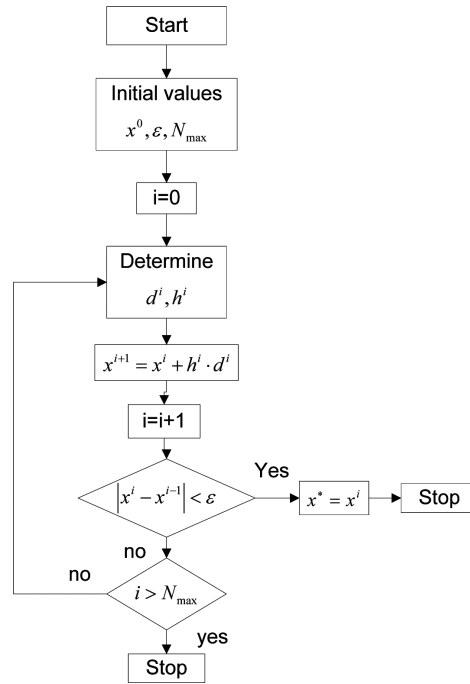 Start
Initial values
x⁰, ε, N_max
i=0
Determine
dⁱ, hⁱ
xⁱ⁺¹ = xⁱ + hⁱ · dⁱ
i=i+1
|xⁱ − xⁱ⁻¹| < ε
Yes
x* = xⁱ
Stop
no
no
i > N_max
yes
Stop